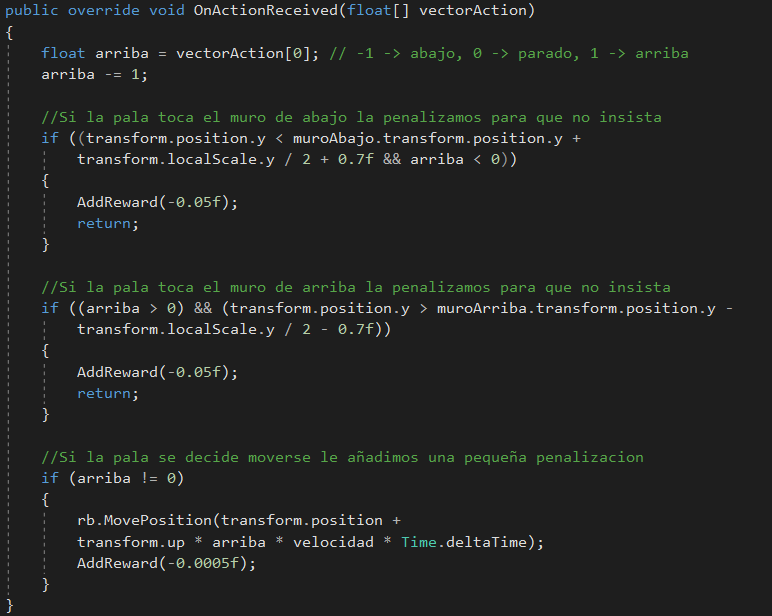 public override void OnActionReceived(float[] vectorAction)
{
float arriba = vectorAction[0]; // -1 -> abajo, 0 -> parado, 1 -> arriba
arriba -= 1;
//Si la pala toca el muro de abajo la penalizamos para que no insista
if ((transform.position.y < muroAbajo.transform.position.y +
transform.localScale.y / 2 + 0.7f && arriba < 0))
{
AddReward(-0.05f);
return;
}
//Si la pala toca el muro de arriba la penalizamos para que no insista
if ((arriba > 0) && (transform.position.y > muroArriba.transform.position.y -
transform.localScale.y / 2 - 0.7f))
{
AddReward(-0.05f);
return;
}
//Si la pala se decide moverse le añadimos una pequeña penalizacion
if (arriba != 0)
{
rb.MovePosition(transform.position +
transform.up * arriba * velocidad * Time.deltaTime);
AddReward(-0.0005f);
}
}